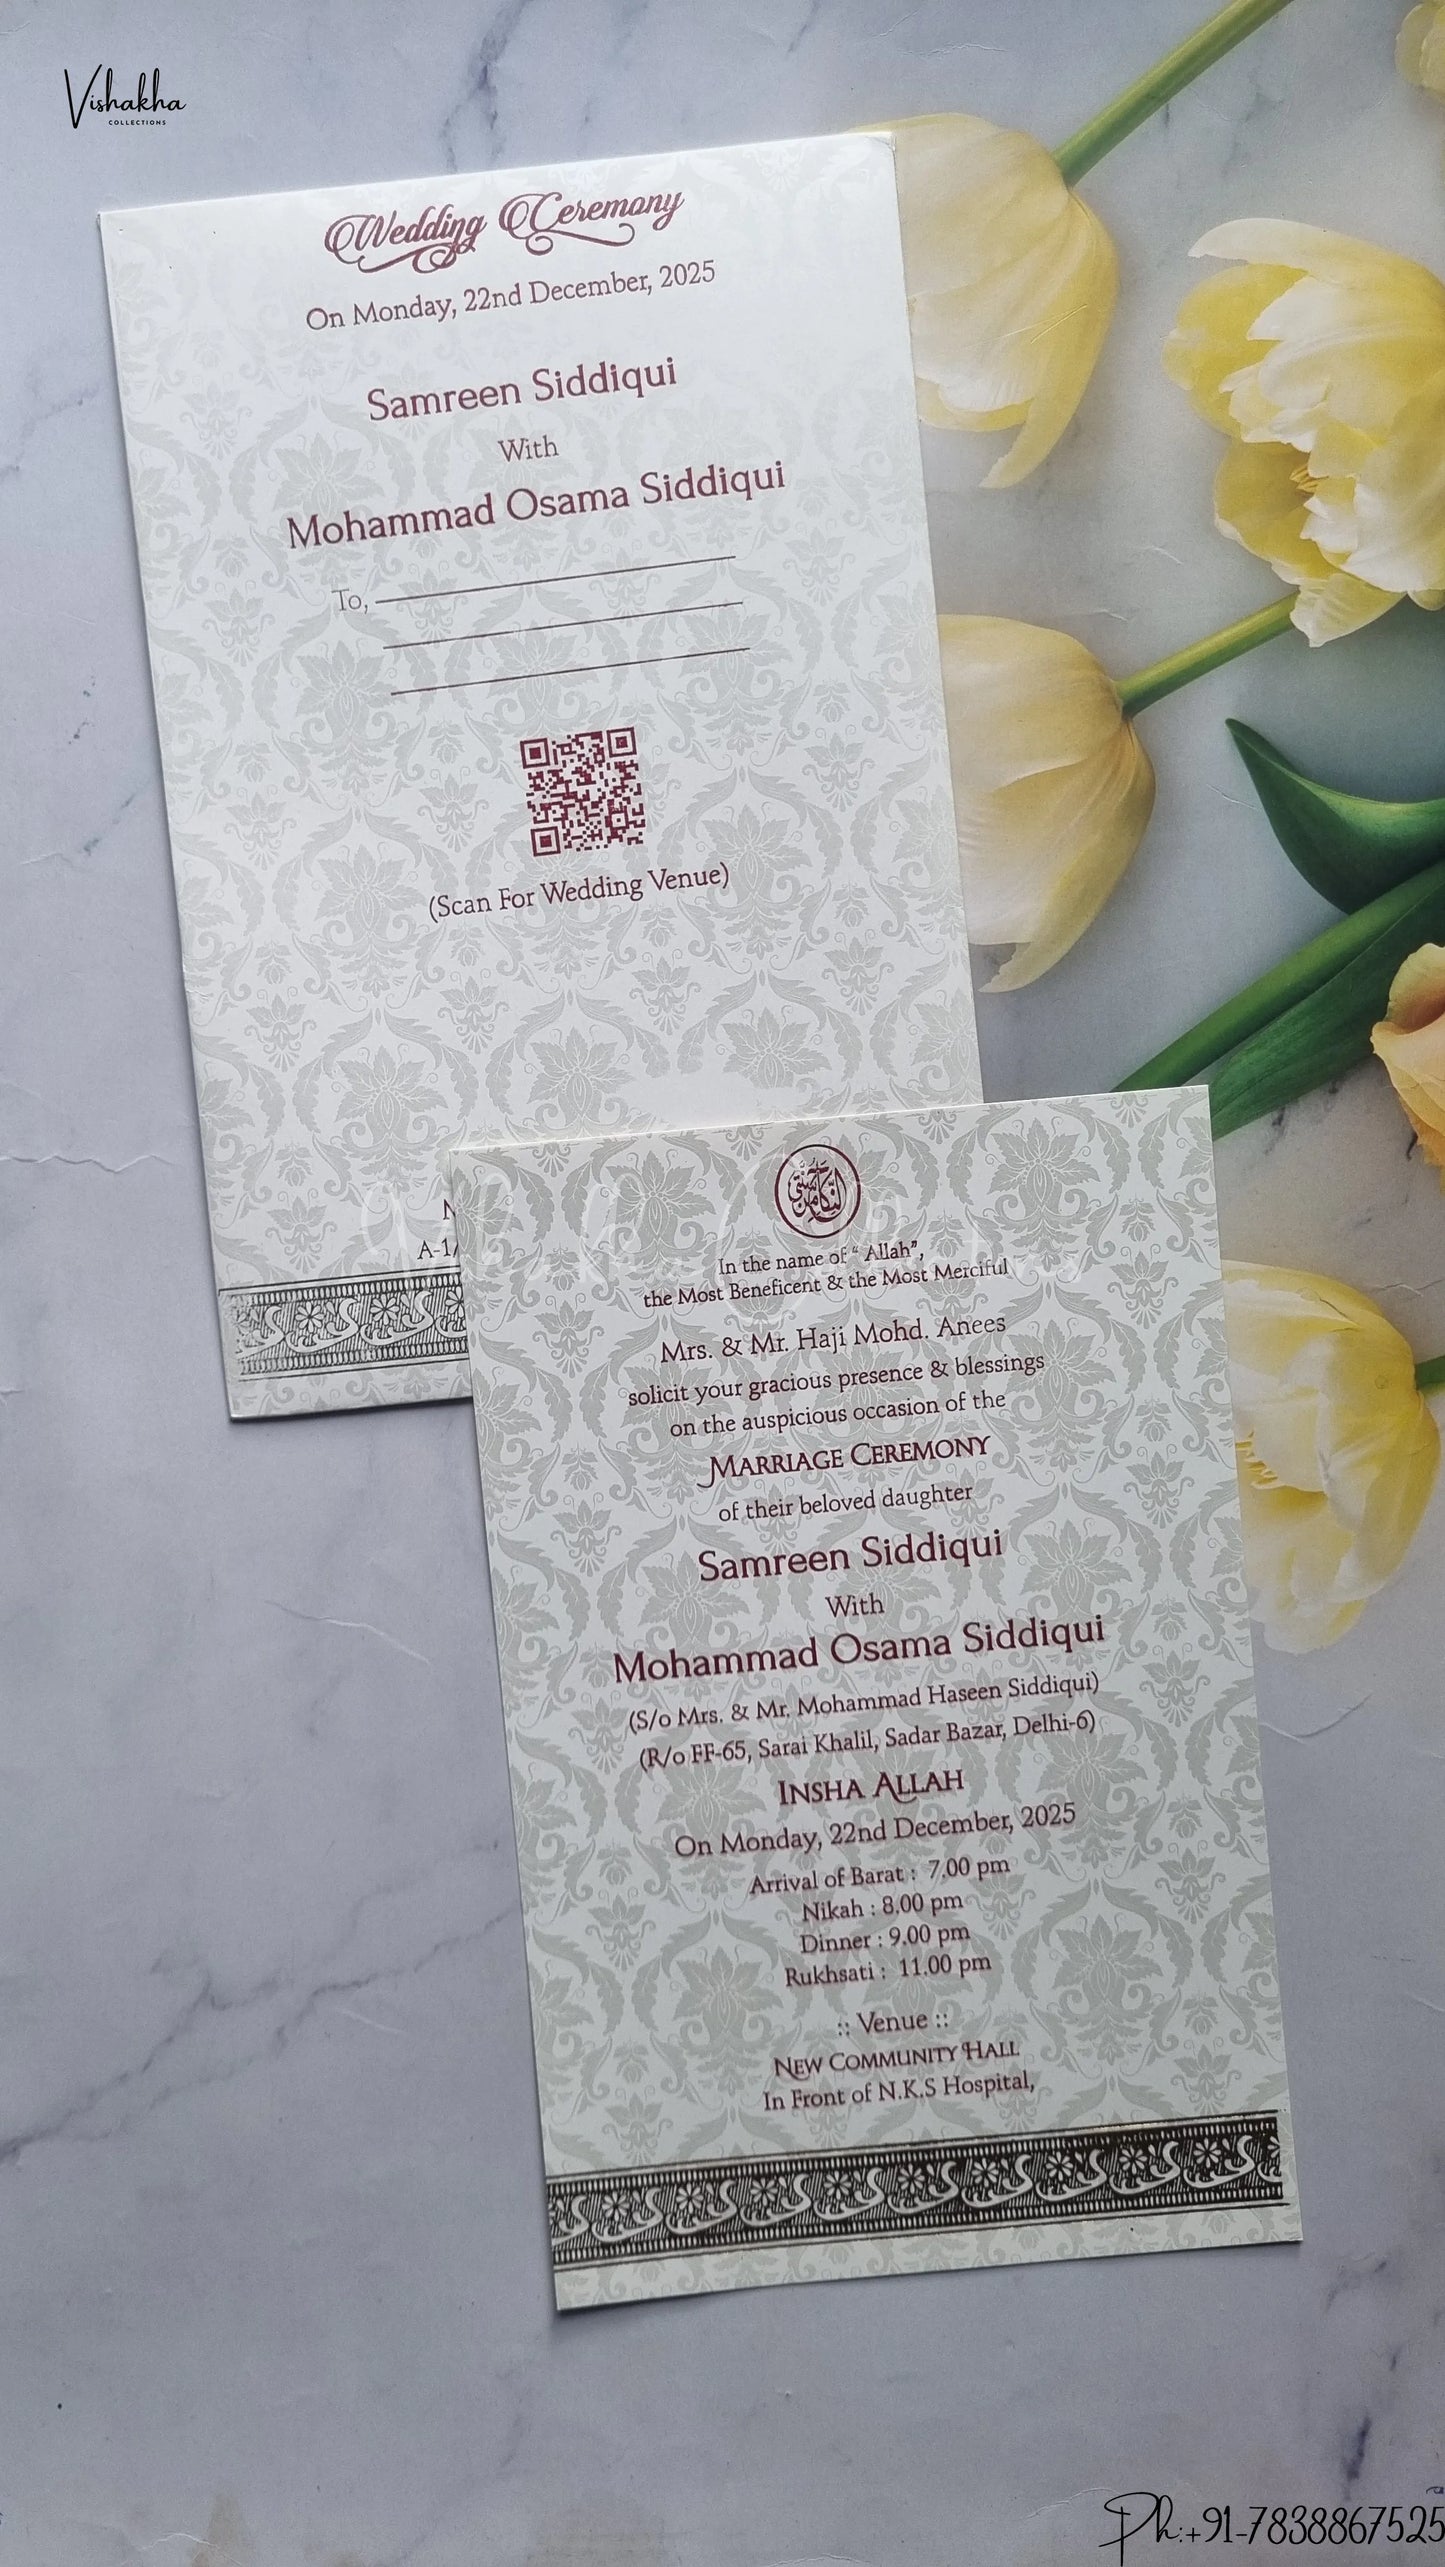 Vishakha
COLLECTIONS
Wedding Ceremony
On Monday, 22nd December, 2025
Samreen Siddiqui
With
Mohammad Osama Siddiqui
To,
(Scan For Wedding Venue)
A-1/
النكاح من سنتي
In the name of “ Allah”,
the Most Beneficent & the Most Merciful
Mrs. & Mr. Haji Mohd. Anees
solicit your gracious presence & blessings
on the auspicious occasion of the
MARRIAGE CEREMONY
of their beloved daughter
Samreen Siddiqui
With
Mohammad Osama Siddiqui
(S/o Mrs. & Mr. Mohammad Haseen Siddiqui)
(R/o FF-65, Sarai Khalil, Sadar Bazar, Delhi-6)
INSHA ALLAH
On Monday, 22nd December, 2025
Arrival of Barat : 7.00 pm
Nikah : 8.00 pm
Dinner : 9.00 pm
Rukhsati : 11.00 pm
:: Venue ::
NEW COMMUNITY HALL
In Front of N.K.S Hospital,
Ph:+91-7838867525